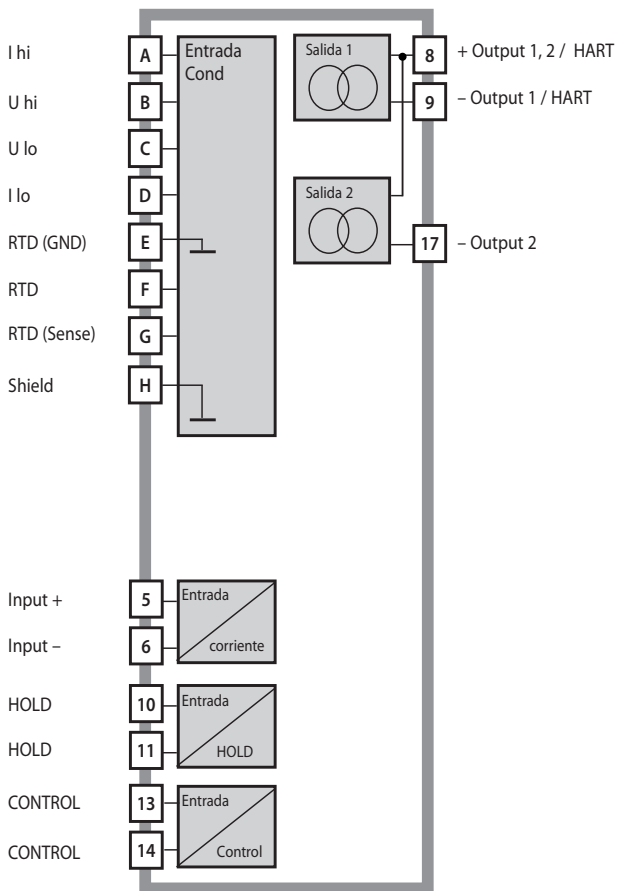 I hi
A
Entrada
Cond
U hi
B
U lo
C
I lo
D
RTD (GND)
E
RTD
F
RTD (Sense)
G
Shield
H
Salida 1
8
+ Output 1, 2 / HART
9
– Output 1 / HART
Salida 2
17
– Output 2
Input +
5
Entrada
Input –
6
corriente
HOLD
10
Entrada
HOLD
11
HOLD
CONTROL
13
Entrada
CONTROL
14
Control